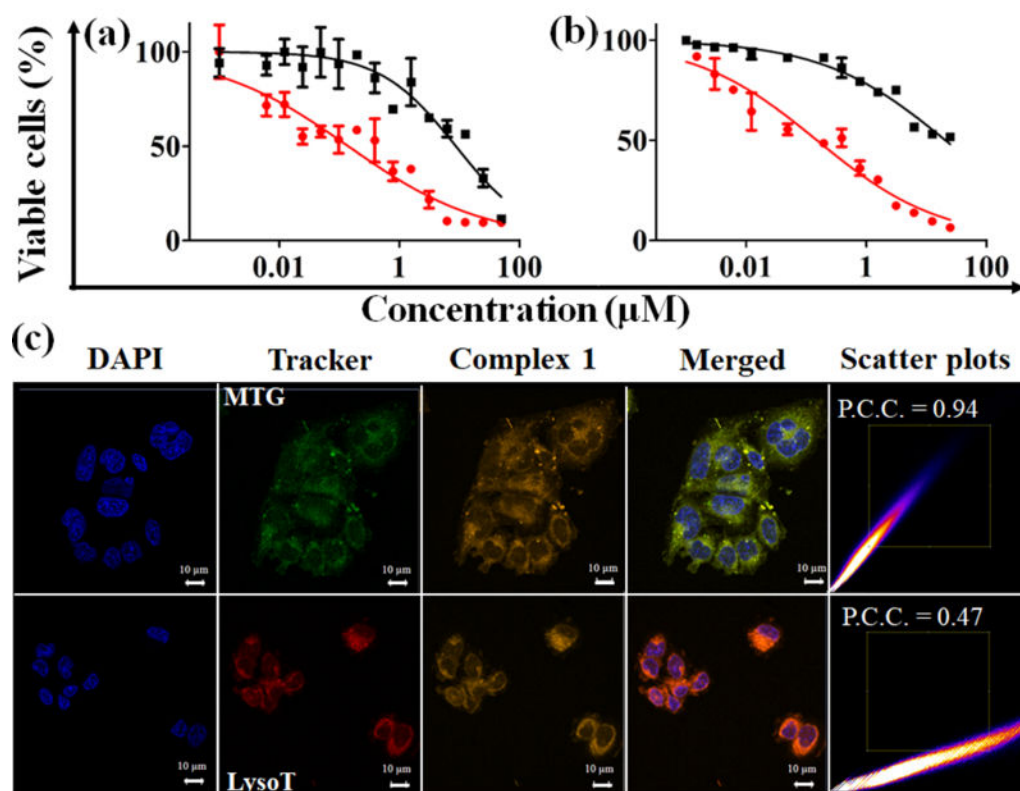 (a)
(b)
Viable cells (%)
100
50
0
0.01
1
100
100
50
0
0.01
1
100
Concentration (µM)
(c)
DAPI
Tracker
Complex 1
Merged
Scatter plots
MTG
P.C.C. = 0.94
10 µm
10 µm
10 µm
10 µm
P.C.C. = 0.47
LysoT
10 µm
10 µm
10 µm
10 µm